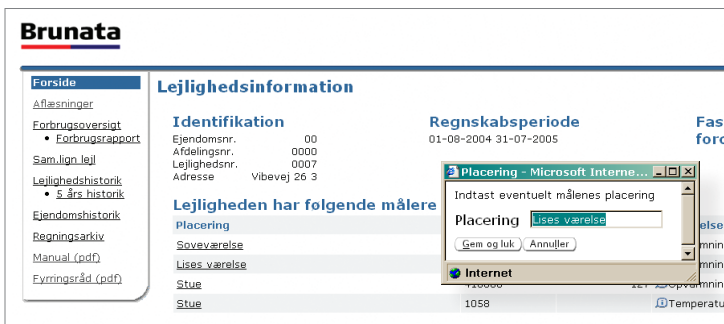 Brunata
Forside
Aflæsninger
Forbrugsoversigt
• Forbrugsrapport
Sam.lign lejl
Lejlighedshistorik
• 5 års historik
Ejendomshistorik
Regningsarkiv
Manual (pdf)
Fyrringsråd (pdf)
Lejlighedsinformation
Identifikation
Ejendomsnr. 00
Afdelingsnr. 0000
Lejlighedsnr. 0007
Adresse Vibevej 26 3
Regnskabsperiode
01-08-2004 31-07-2005
Fas
ford
Lejligheden har følgende målere
Placering
Soveværelse
Lises værelse
Stue
Stue 1058 Temperatu
Placering - Microsoft Interne...
Indtast eventuelt målenes placering
Placering Lises værelse
Gem og luk Annuller
Internet